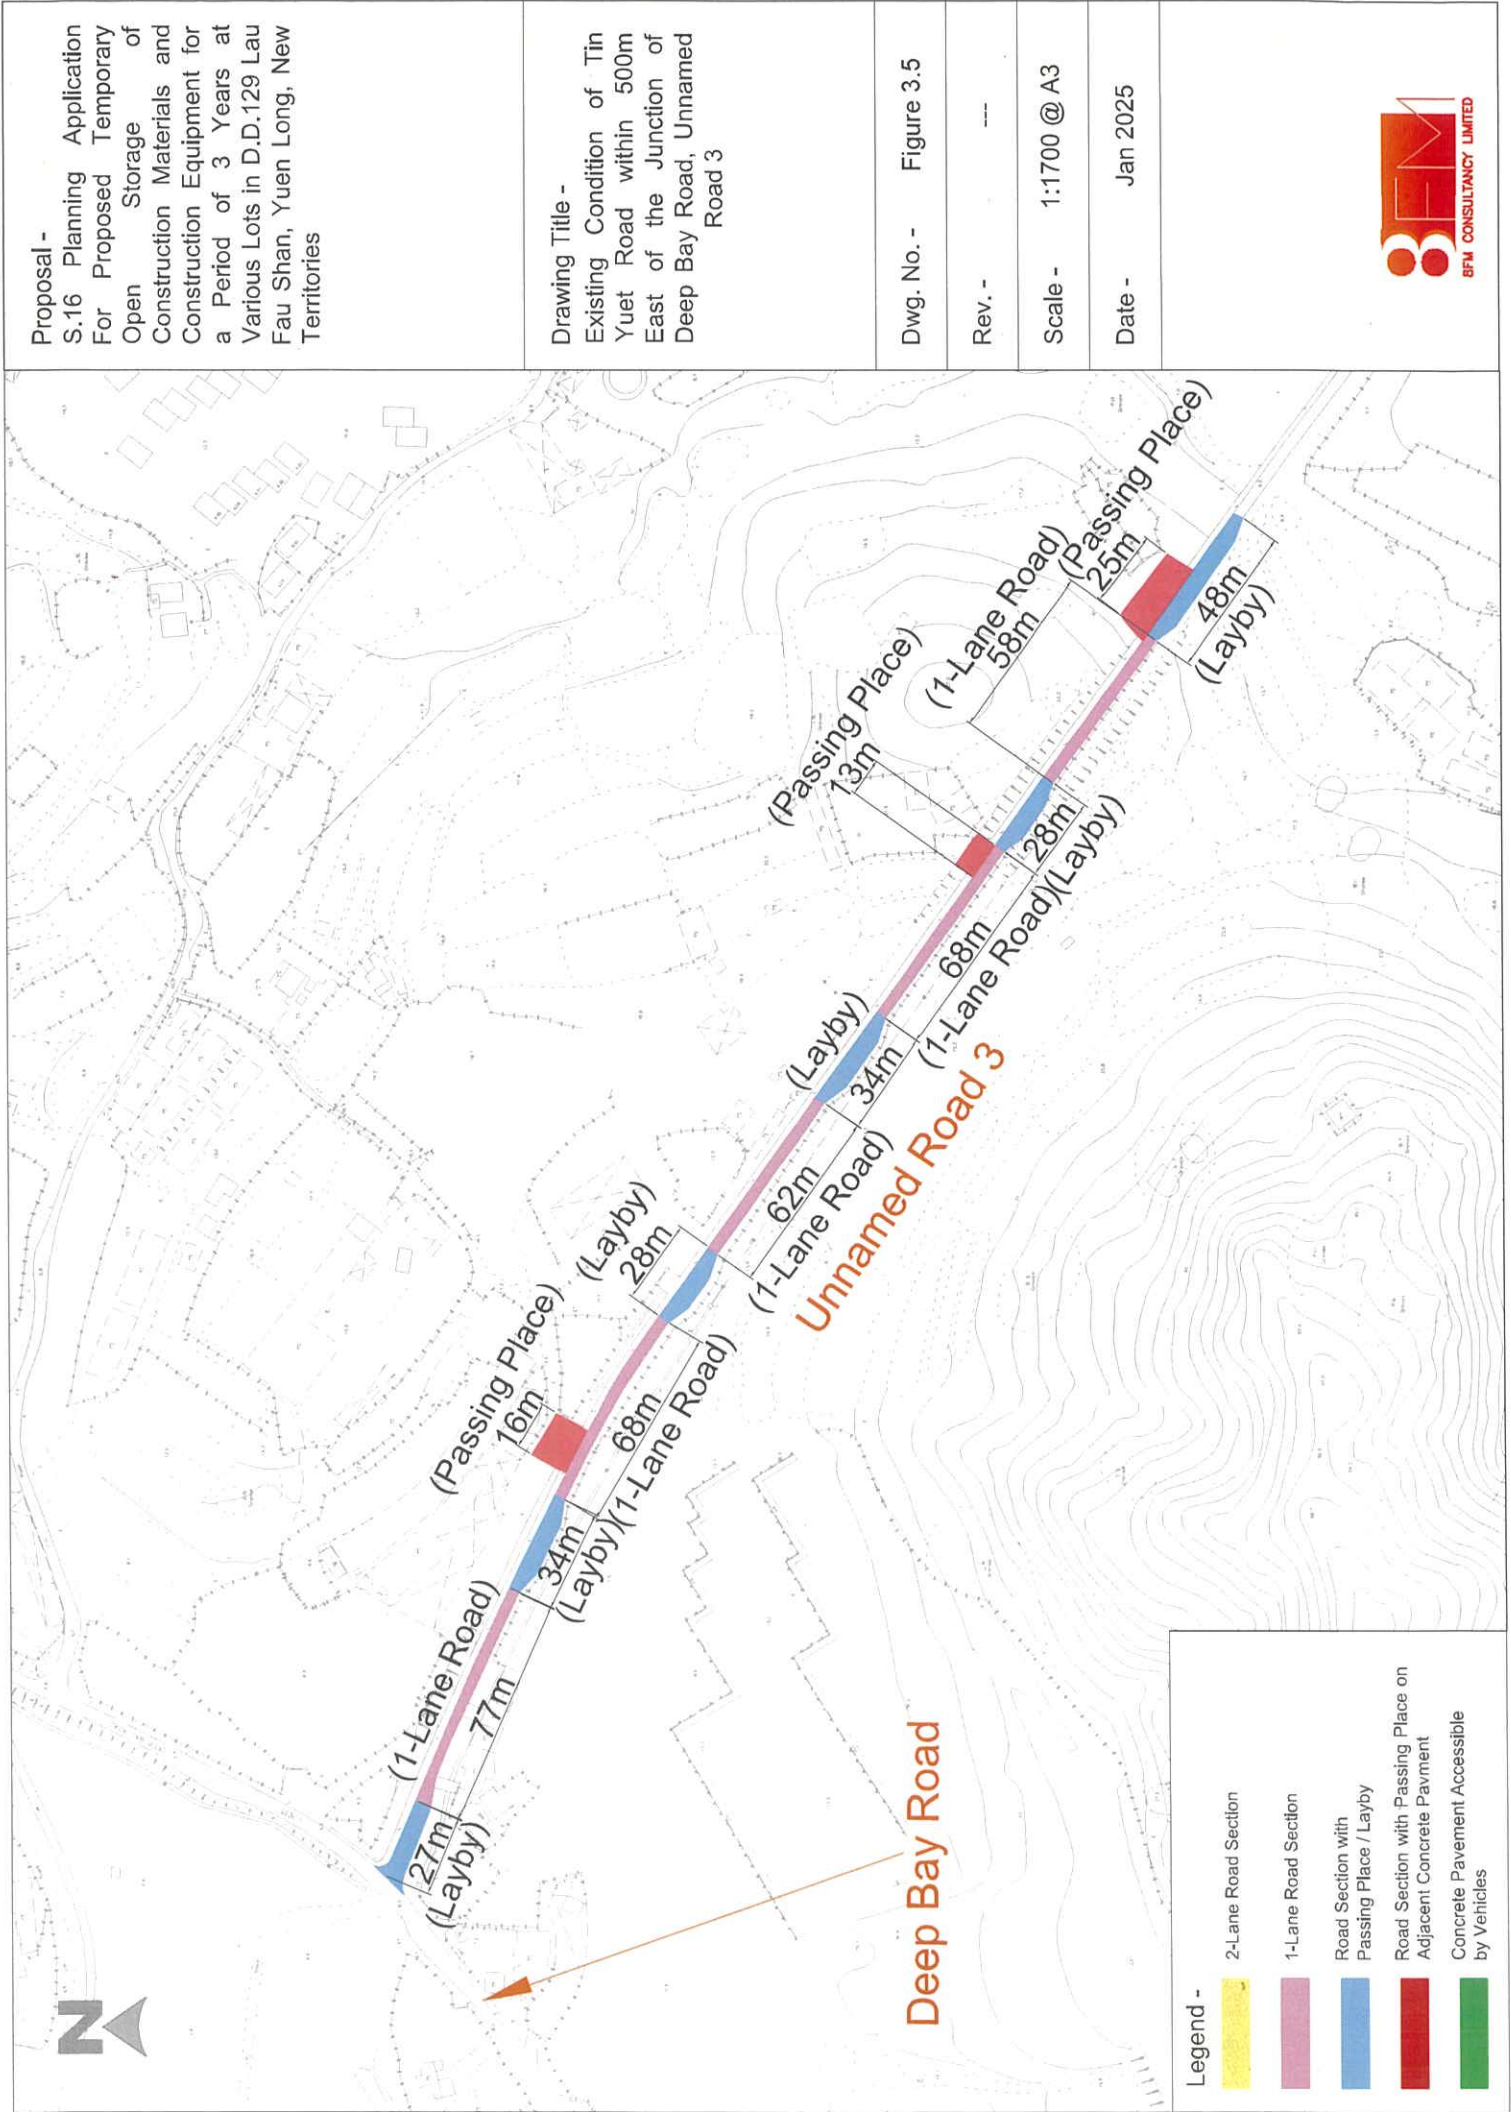 Proposal -
S.16 Planning Application
For Proposed Temporary
Open Storage of
Construction Materials and
Construction Equipment for
a Period of 3 Years at
Various Lots in D.D.129 Lau
Fau Shan, Yuen Long, New
Territories
Drawing Title -
Existing Condition of Tin
Yuet Road within 500m
East of the Junction of
Deep Bay Road, Unnamed
Road 3
Dwg. No. - Figure 3.5
Rev. - ---
Scale - 1:1700 @ A3
Date - Jan 2025
8FM
8FM CONSULTANCY LIMITED
N
27m
(Layby)
(1-Lane Road)
77m
34m
(Layby)
(Passing Place)
16m
68m
(1-Lane Road)
(Layby)
28m
62m
(1-Lane Road)
(Layby)
34m
68m
(1-Lane Road)
(Passing Place)
13m
28m
(Layby)
(1-Lane Road)
58m
(Passing Place)
25m
48m
(Layby)
Unnamed Road 3
Deep Bay Road
Legend -
2-Lane Road Section
1-Lane Road Section
Road Section with
Passing Place / Layby
Road Section with Passing Place on
Adjacent Concrete Pavment
Concrete Pavement Accessible
by Vehicles